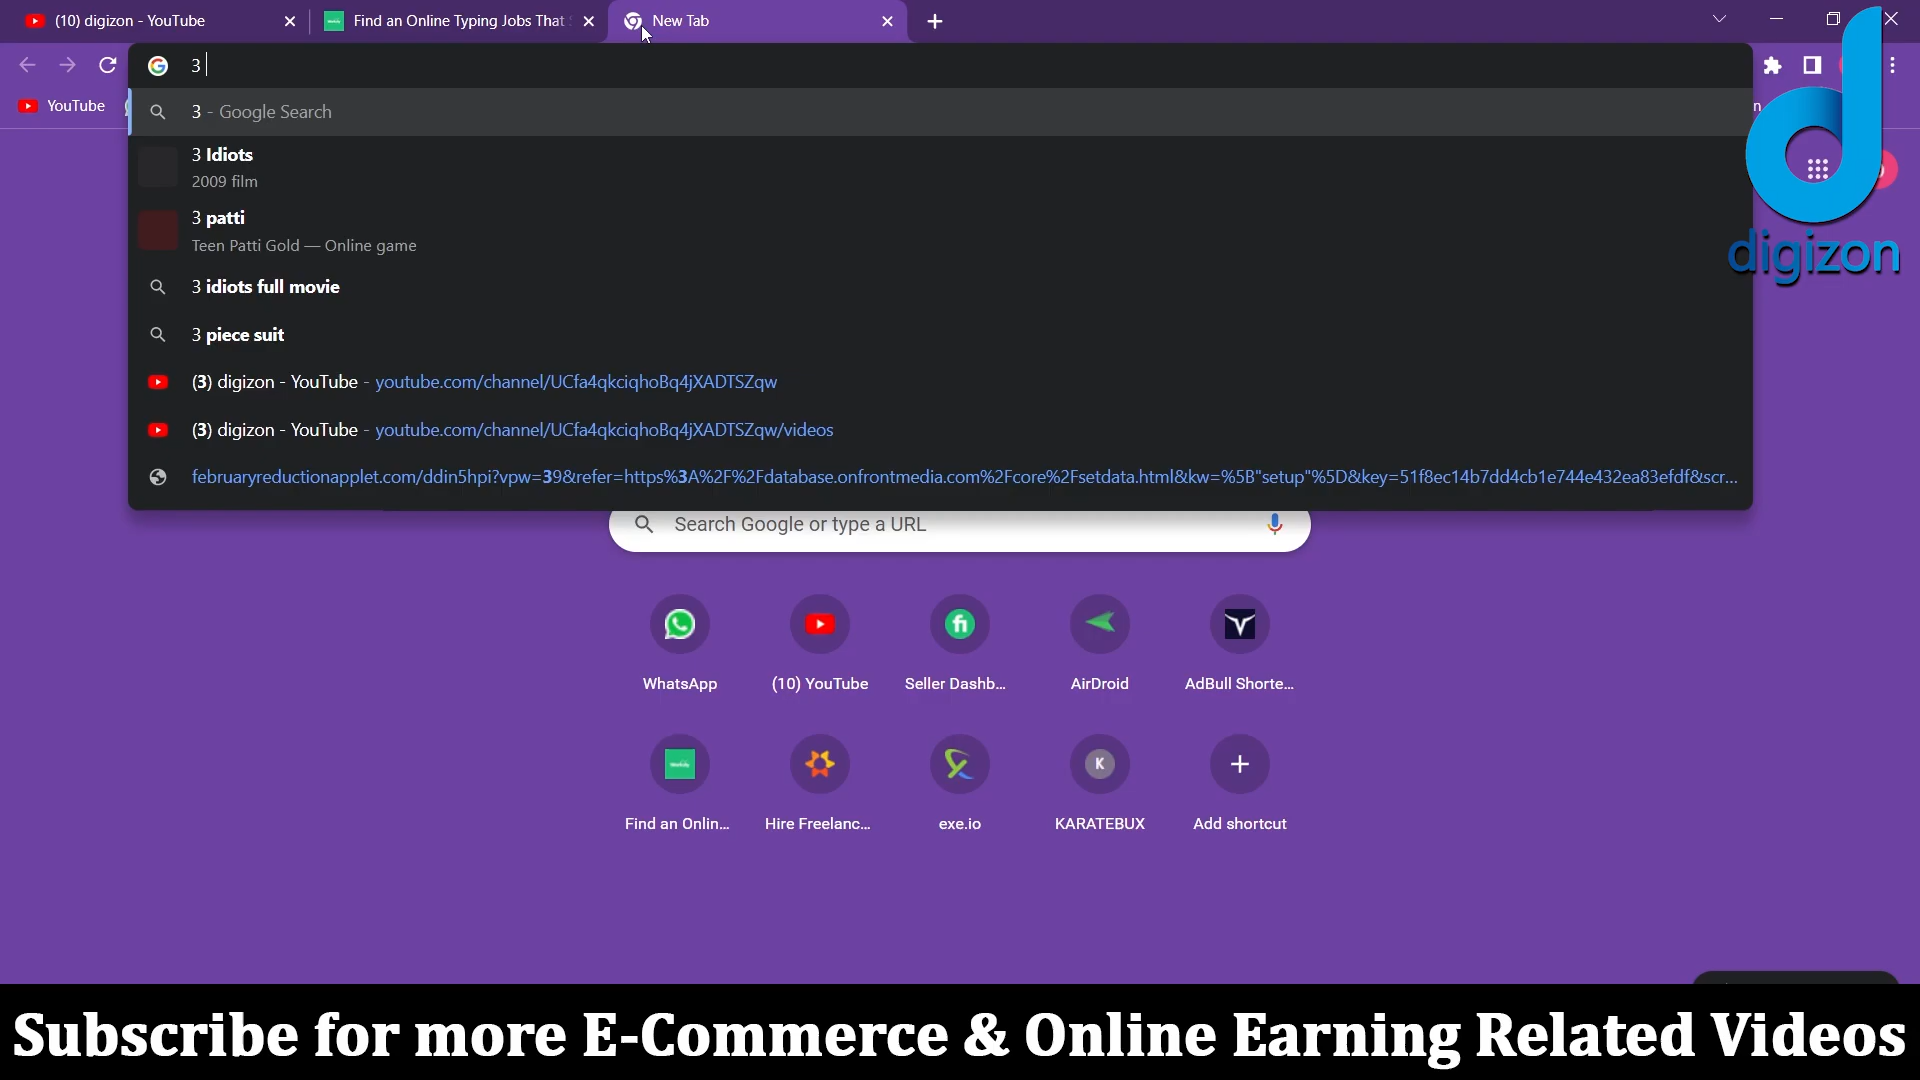 (10) digizon - YouTube
Find an Online Typing Jobs That
New Tab
3
YouTube
3 - Google Search
3 Idiots
2009 film
3 patti
Teen Patti Gold — Online game
3 idiots full movie
3 piece suit
(3) digizon - YouTube - youtube.com/channel/UCfa4qkciqhoBq4jXADTSZqw
(3) digizon - YouTube - youtube.com/channel/UCfa4qkciqhoBq4jXADTSZqw/videos
februaryreductionapplet.com/ddin5hpi?vpw=39&refer=https%3A%2F%2Fdatabase.onfrontmedia.com%2Fcore%2Fsetdata.html&kw=%5B"setup"%5D&key=51f8ec14b7dd4cb1e744e432ea83efdf&scr...
digizon
Search Google or type a URL
WhatsApp
(10) YouTube
Seller Dashb...
AirDroid
AdBull Shorte...
Find an Onlin...
Hire Freelanc...
exe.io
K
KARATEBUX
Add shortcut
Subscribe for more E-Commerce & Online Earning Related Videos